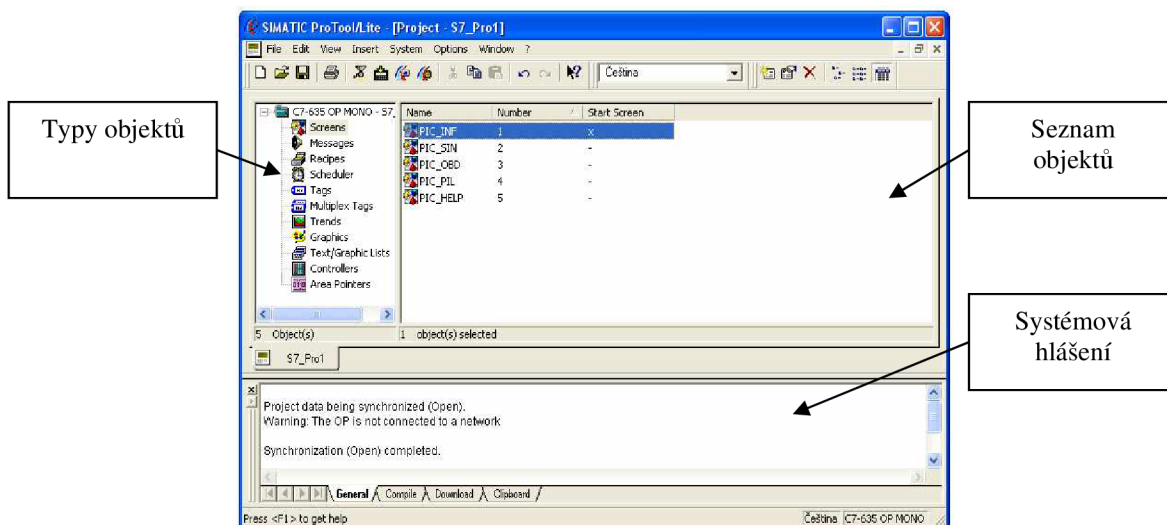 SIMATIC ProTool/Lite - [Project - S7_Pro1]
File Edit View Insert System Options Window ?
Čeština
Typy objektů
C7-635 OP MONO - S7_
Screens
Messages
Recipes
Scheduler
Tags
Multiplex Tags
Trends
Graphics
Text/Graphic Lists
Controllers
Area Pointers
Name Number Start Screen
PIC_INF 1 x
PIC_SIN 2 -
PIC_OBD 3 -
PIC_PIL 4 -
PIC_HELP 5 -
Seznam
objektů
5 Object(s) 1 object(s) selected
S7_Pro1
Systémová
hlášení
Project data being synchronized (Open).
Warning: The OP is not connected to a network
Synchronization (Open) completed.
General Compile Download Clipboard
Press <F1> to get help Čeština C7-635 OP MONO